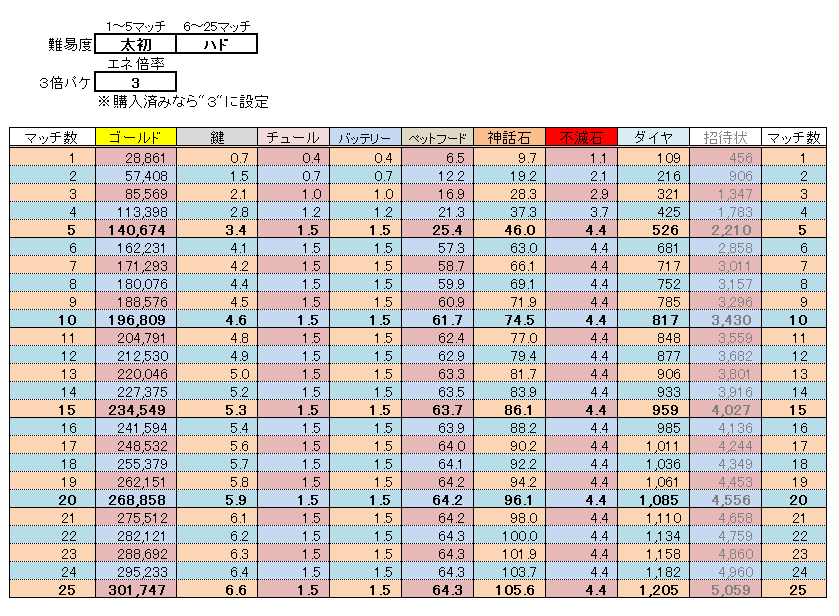 1～5マッチ 6～25マッチ
難易度 太初 ハド
エネ倍率
３倍バケ 3
※購入済みなら“３”に設定
マッチ数 ゴールド 鍵 チュール バッテリー ペットフード 神話石 不滅石 ダイヤ 招待状 マッチ数
1 28,861 0.7 0.4 0.4 6.5 9.7 1.1 109 456 1
2 57,408 1.5 0.7 0.7 12.2 19.2 2.1 216 906 2
3 85,569 2.1 1.0 1.0 16.9 28.3 2.9 321 1,347 3
4 113,398 2.8 1.2 1.2 21.3 37.3 3.7 425 1,783 4
5 140,674 3.4 1.5 1.5 25.4 46.0 4.4 526 2,210 5
6 162,231 4.1 1.5 1.5 57.3 63.0 4.4 681 2,858 6
7 171,293 4.2 1.5 1.5 58.7 66.1 4.4 717 3,011 7
8 180,076 4.4 1.5 1.5 59.9 69.1 4.4 752 3,157 8
9 188,576 4.5 1.5 1.5 60.9 71.9 4.4 785 3,296 9
10 196,809 4.6 1.5 1.5 61.7 74.5 4.4 817 3,430 10
11 204,791 4.8 1.5 1.5 62.4 77.0 4.4 848 3,559 11
12 212,530 4.9 1.5 1.5 62.9 79.4 4.4 877 3,682 12
13 220,046 5.0 1.5 1.5 63.3 81.7 4.4 906 3,801 13
14 227,375 5.2 1.5 1.5 63.5 83.9 4.4 933 3,916 14
15 234,549 5.3 1.5 1.5 63.7 86.1 4.4 959 4,027 15
16 241,594 5.4 1.5 1.5 63.9 88.2 4.4 985 4,136 16
17 248,532 5.6 1.5 1.5 64.0 90.2 4.4 1,011 4,244 17
18 255,379 5.7 1.5 1.5 64.1 92.2 4.4 1,036 4,349 18
19 262,151 5.8 1.5 1.5 64.2 94.2 4.4 1,061 4,453 19
20 268,858 5.9 1.5 1.5 64.2 96.1 4.4 1,085 4,556 20
21 275,512 6.1 1.5 1.5 64.2 98.0 4.4 1,110 4,658 21
22 282,121 6.2 1.5 1.5 64.3 100.0 4.4 1,134 4,759 22
23 288,692 6.3 1.5 1.5 64.3 101.9 4.4 1,158 4,860 23
24 295,233 6.4 1.5 1.5 64.3 103.7 4.4 1,182 4,960 24
25 301,747 6.6 1.5 1.5 64.3 105.6 4.4 1,205 5,059 25